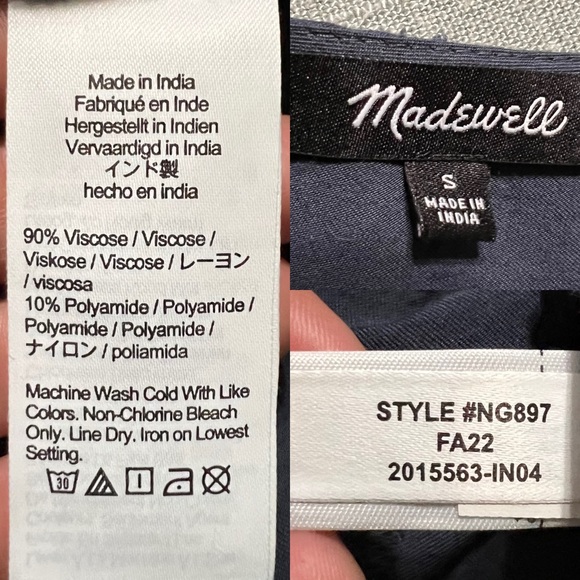 Made in India
Fabriqué en Inde
Hergestellt in Indien
Vervaardigd in India
インド製
hecho en india
90% Viscose / Viscose /
Viskose / Viscose / レーヨン
/ viscosa
10% Polyamide / Polyamide /
Polyamide / Polyamide /
ナイロン / poliamida
Machine Wash Cold With Like
Colors. Non-Chlorine Bleach
Only. Line Dry. Iron on Lowest
Setting.
30
Madewell
S
MADE IN
INDIA
STYLE #NG897
FA22
2015563-IN04